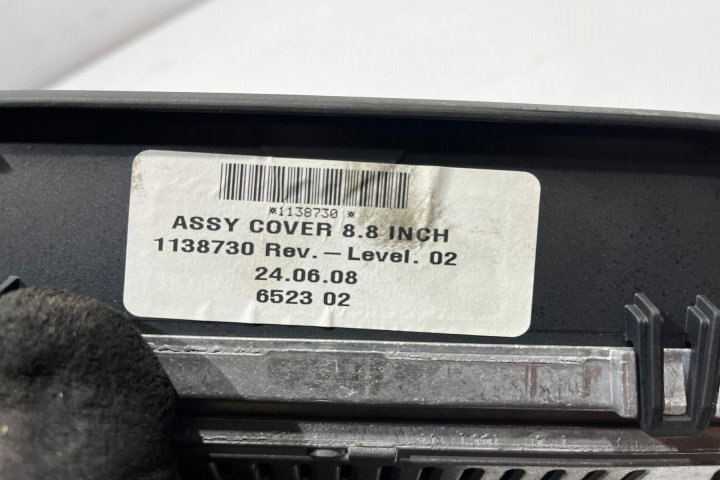 *1138730 *
ASSY COVER 8.8 INCH
1138730 Rev. – Level. 02
24.06.08
6523 02